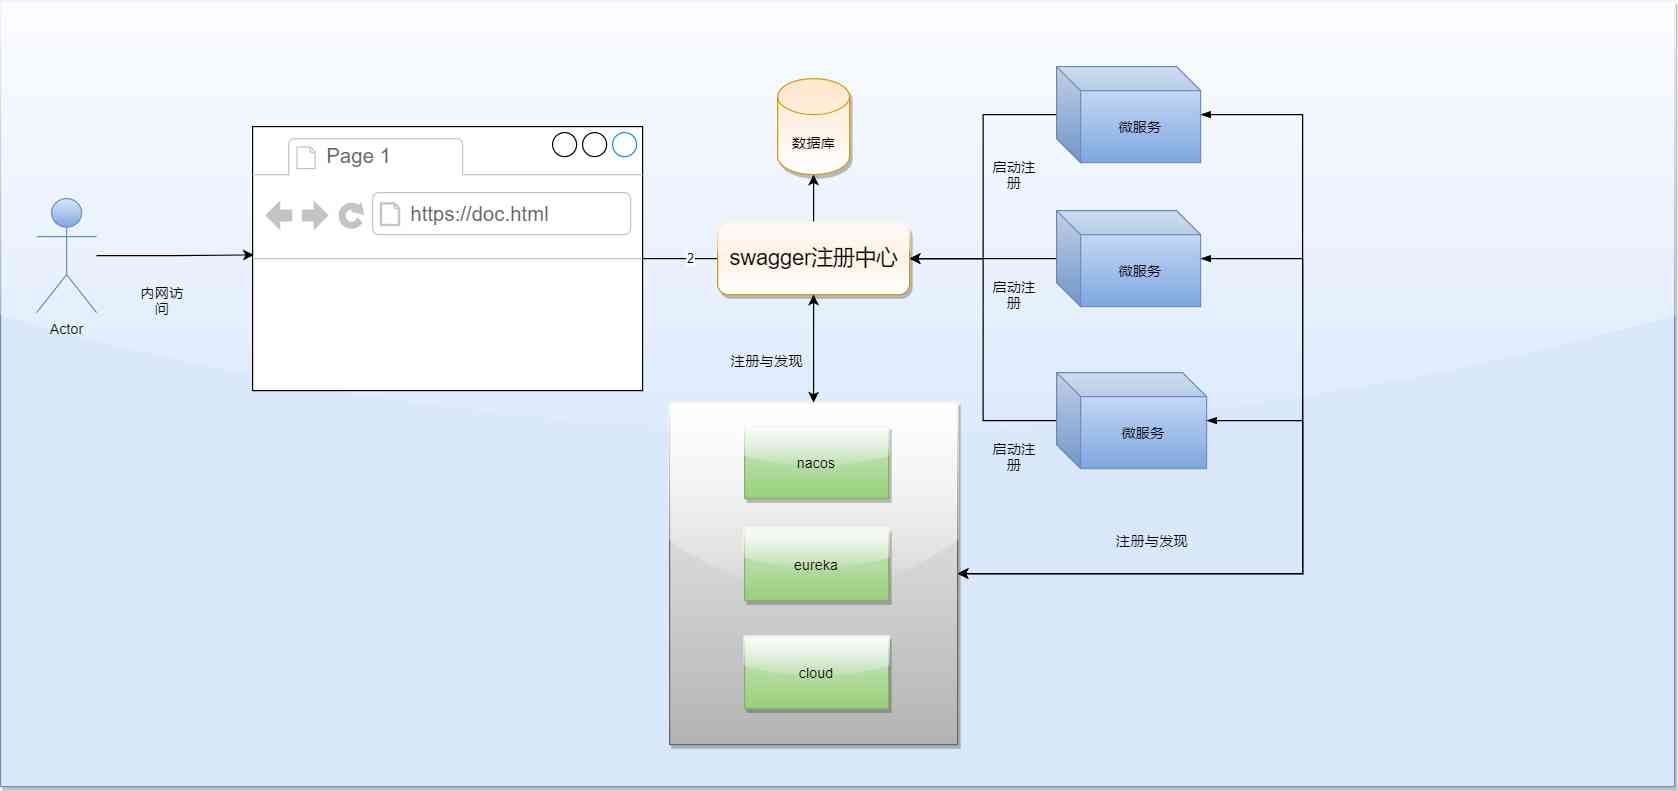 数据库
微服务
Page 1
启动注
册
https://doc.html
swagger注册中心
2
微服务
内网访
问
启动注
册
Actor
注册与发现
微服务
启动注
册
nacos
注册与发现
eureka
cloud